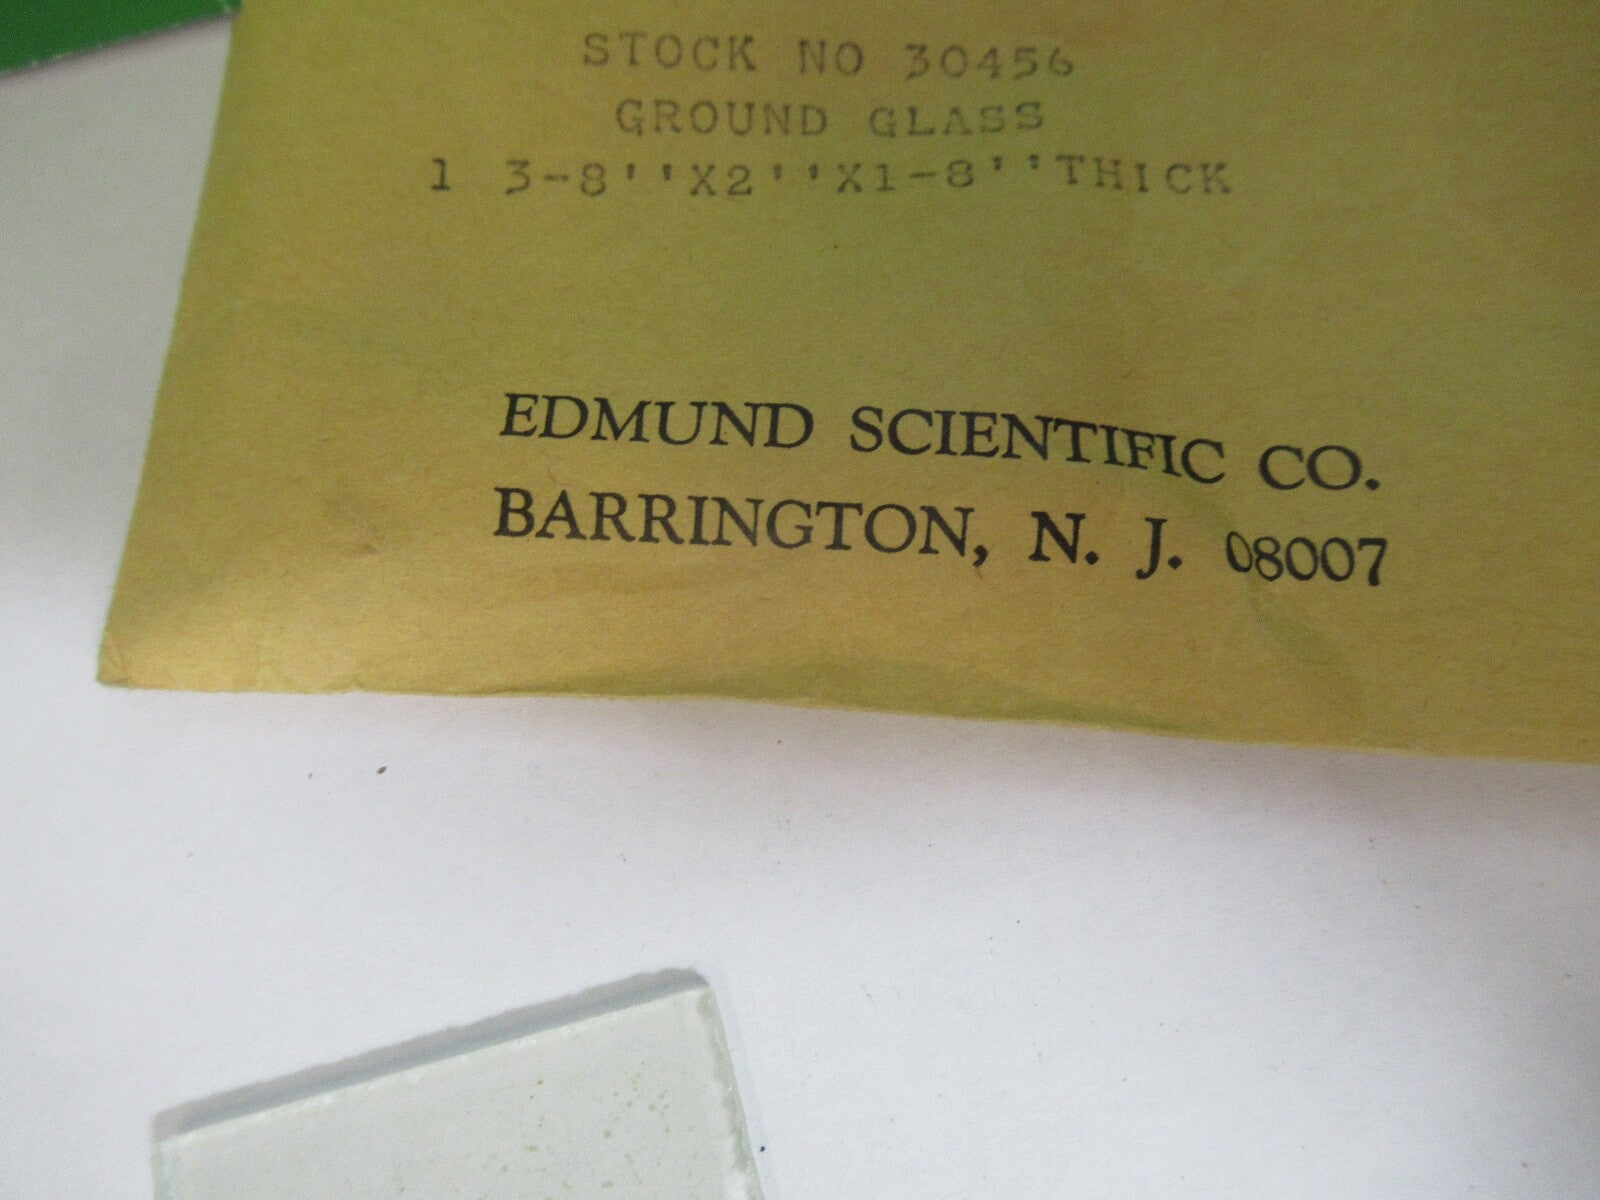 STOCK NO 30456
GROUND GLASS
1 3-8''X2''X1-8''THICK
EDMUND SCIENTIFIC CO.
BARRINGTON, N. J. 08007